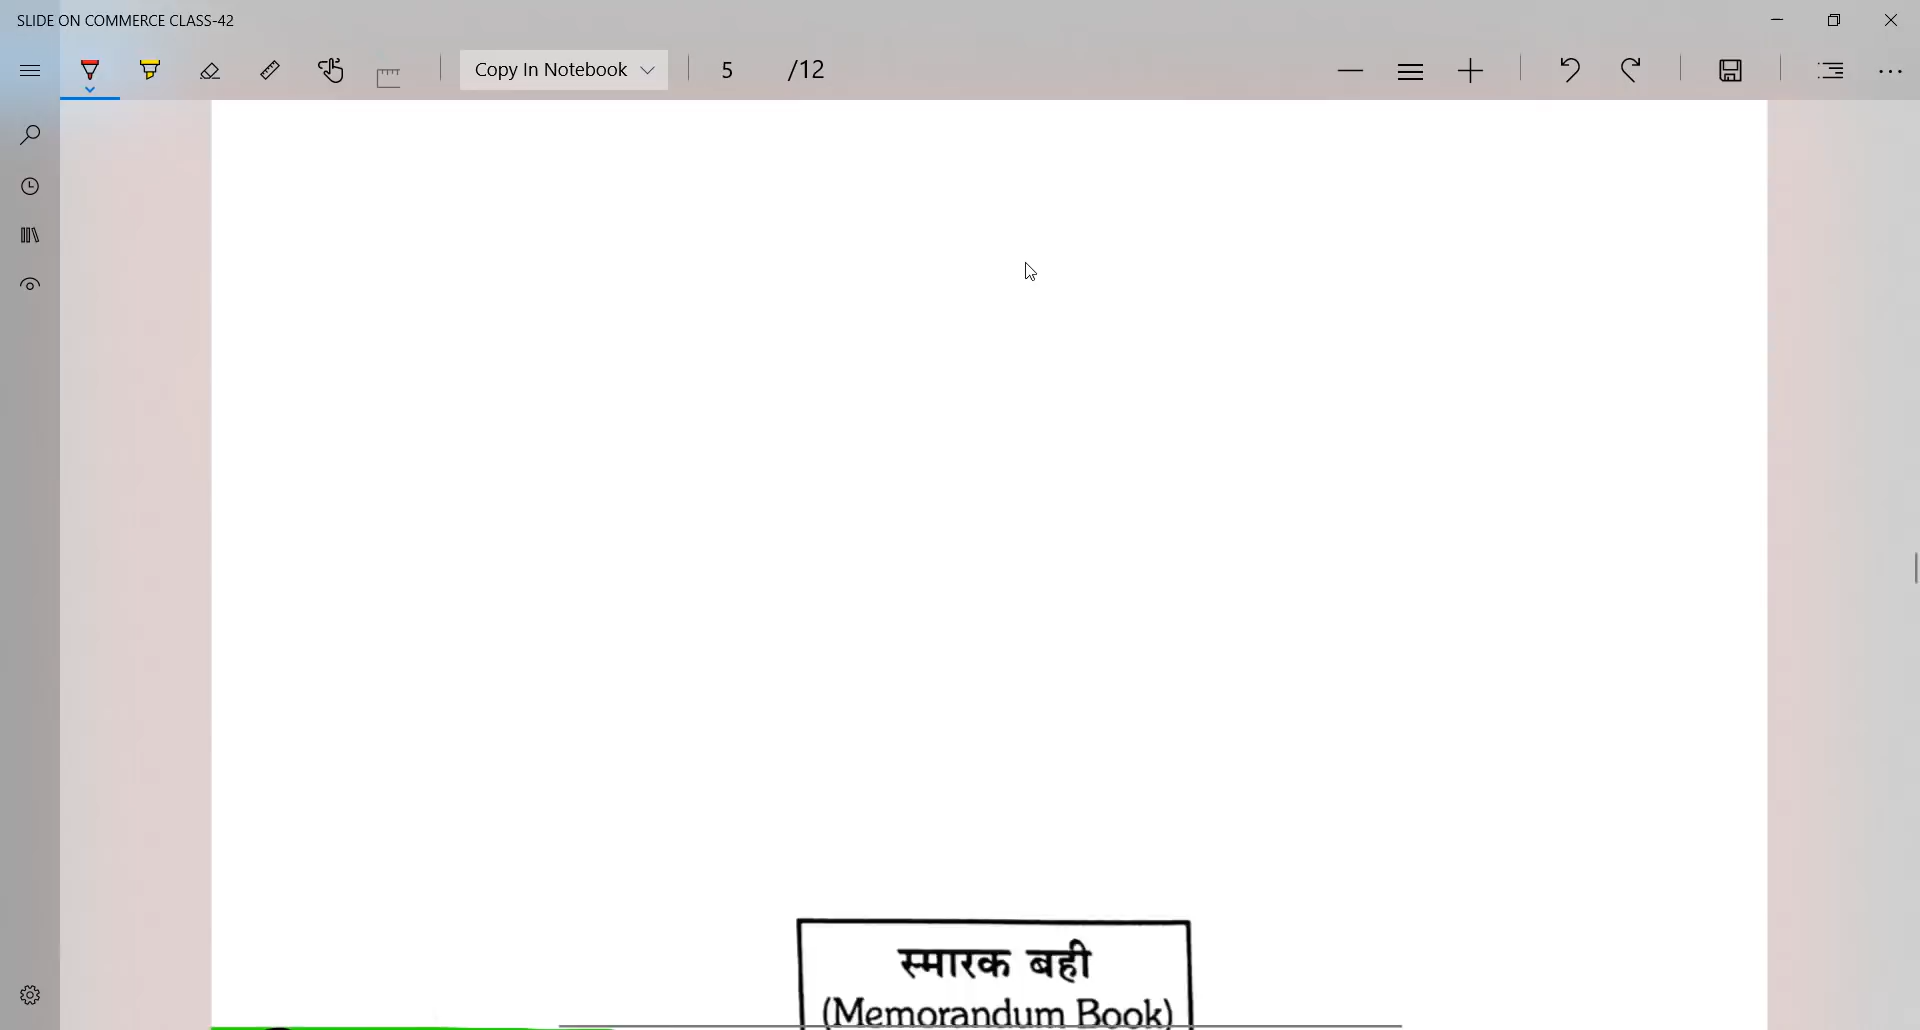 SLIDE ON COMMERCE CLASS-42
Copy In Notebook
5 /12
स्मारक बही
(Memorandum Book)